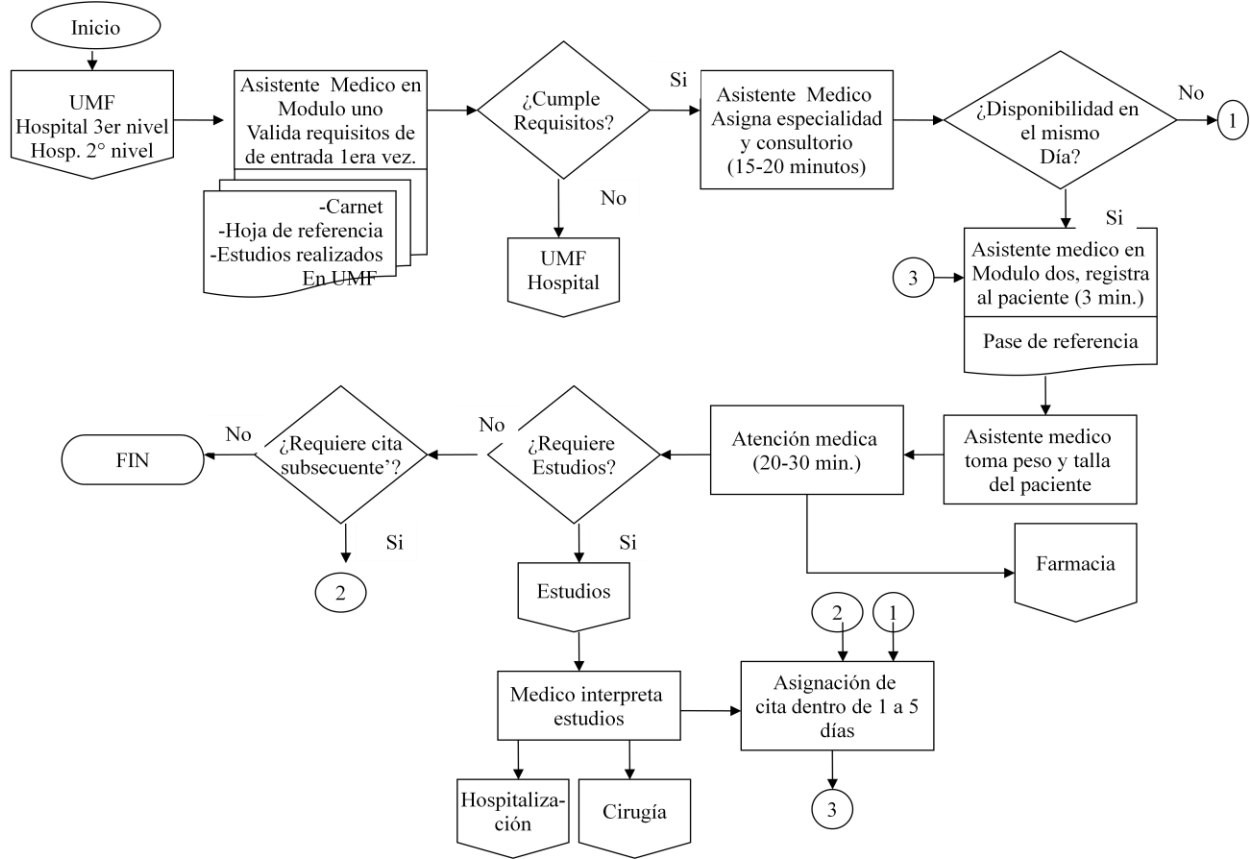 Inicio
UMF
Hospital 3er nivel
Hosp. 2° nivel
Asistente Medico en
Modulo uno
Valida requisitos de
de entrada 1era vez.
-Carnet
-Hoja de referencia
-Estudios realizados
En UMF
¿Cumple
Requisitos?
Si
No
UMF
Hospital
Asistente Medico
Asigna especialidad
y consultorio
(15-20 minutos)
¿Disponibilidad en
el mismo
Día?
No
1
Si
3
Asistente medico en
Modulo dos, registra
al paciente (3 min.)
Pase de referencia
Asistente medico
toma peso y talla
del paciente
Atención medica
(20-30 min.)
Farmacia
¿Requiere
Estudios?
No
Si
¿Requiere cita
subsecuente’?
No
FIN
Si
2
Estudios
Medico interpreta
estudios
Hospitaliza-
ción
Cirugía
2
1
Asignación de
cita dentro de 1 a 5
días
3